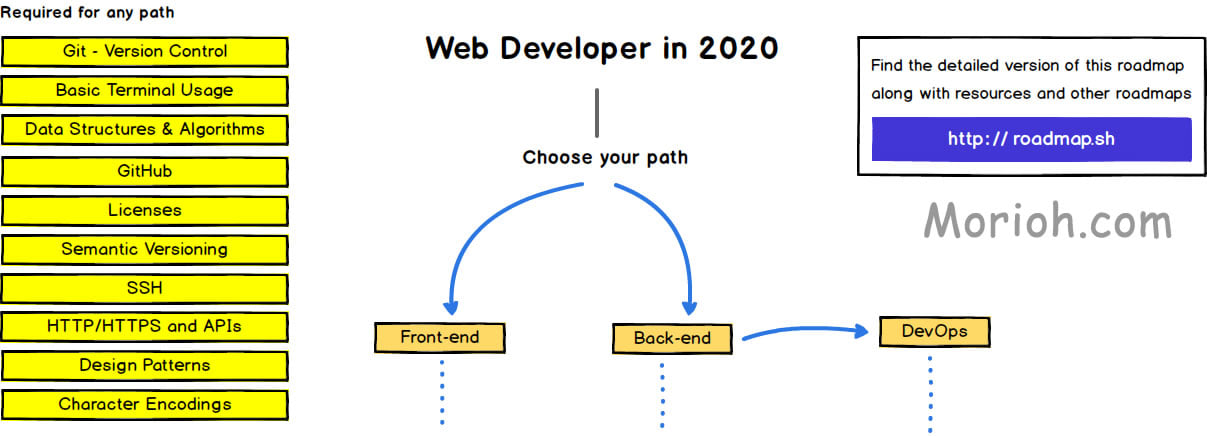 Required for any path
Git - Version Control
Basic Terminal Usage
Data Structures & Algorithms
GitHub
Licenses
Semantic Versioning
SSH
HTTP/HTTPS and APIs
Design Patterns
Character Encodings
Web Developer in 2020
Choose your path
Front-end
Back-end
DevOps
Find the detailed version of this roadmap
along with resources and other roadmaps
http:// roadmap.sh
Morioh.com